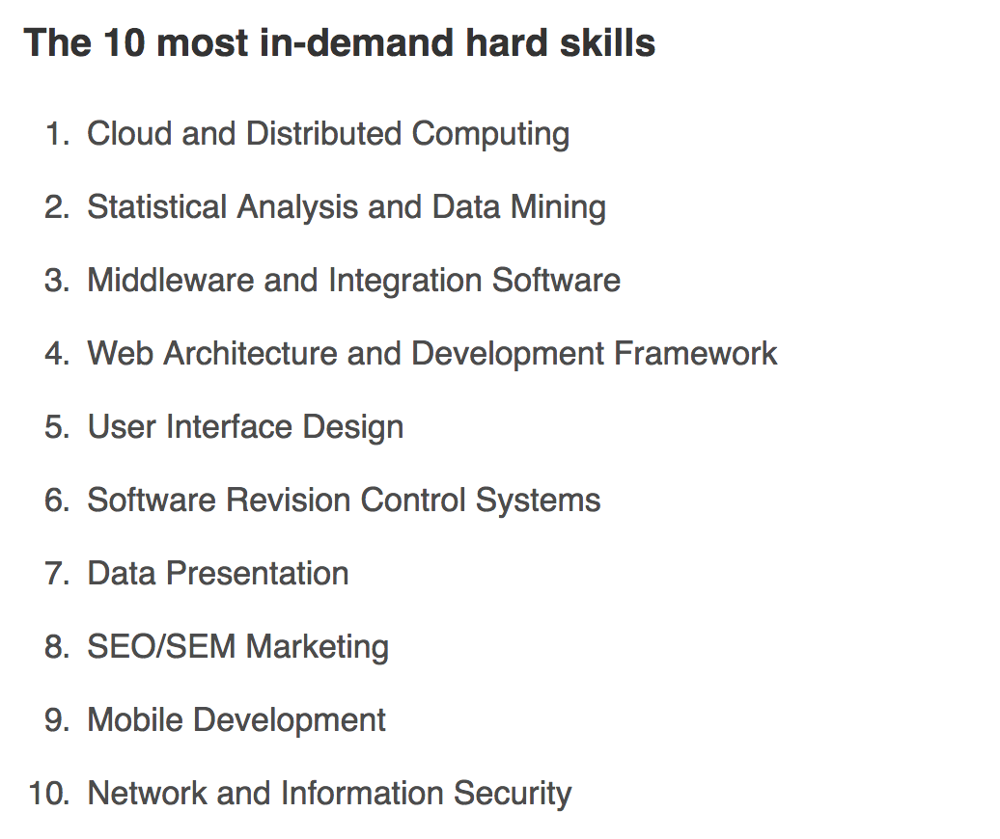 The 10 most in-demand hard skills
1. Cloud and Distributed Computing
2. Statistical Analysis and Data Mining
3. Middleware and Integration Software
4. Web Architecture and Development Framework
5. User Interface Design
6. Software Revision Control Systems
7. Data Presentation
8. SEO/SEM Marketing
9. Mobile Development
10. Network and Information Security